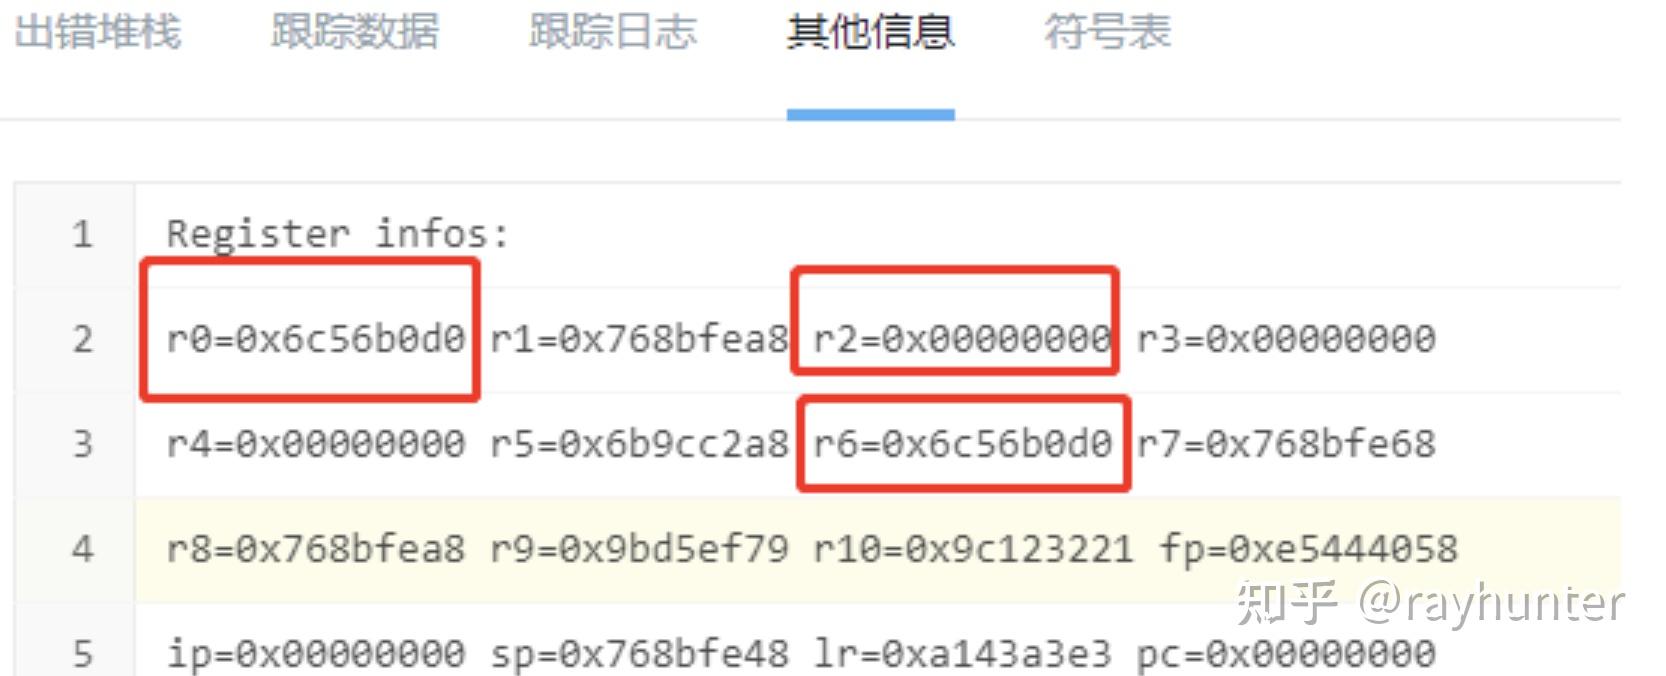 出错堆栈 跟踪数据 跟踪日志 其他信息 符号表
1 Register infos:
2 r0=0x6c56b0d0 r1=0x768bfea8 r2=0x00000000 r3=0x00000000
3 r4=0x00000000 r5=0x6b9cc2a8 r6=0x6c56b0d0 r7=0x768bfe68
4 r8=0x768bfea8 r9=0x9bd5ef79 r10=0x9c123221 fp=0xe5444058
知乎 @rayhunter
5 ip=0x00000000 sp=0x768bfe48 lr=0xa143a3e3 pc=0x00000000